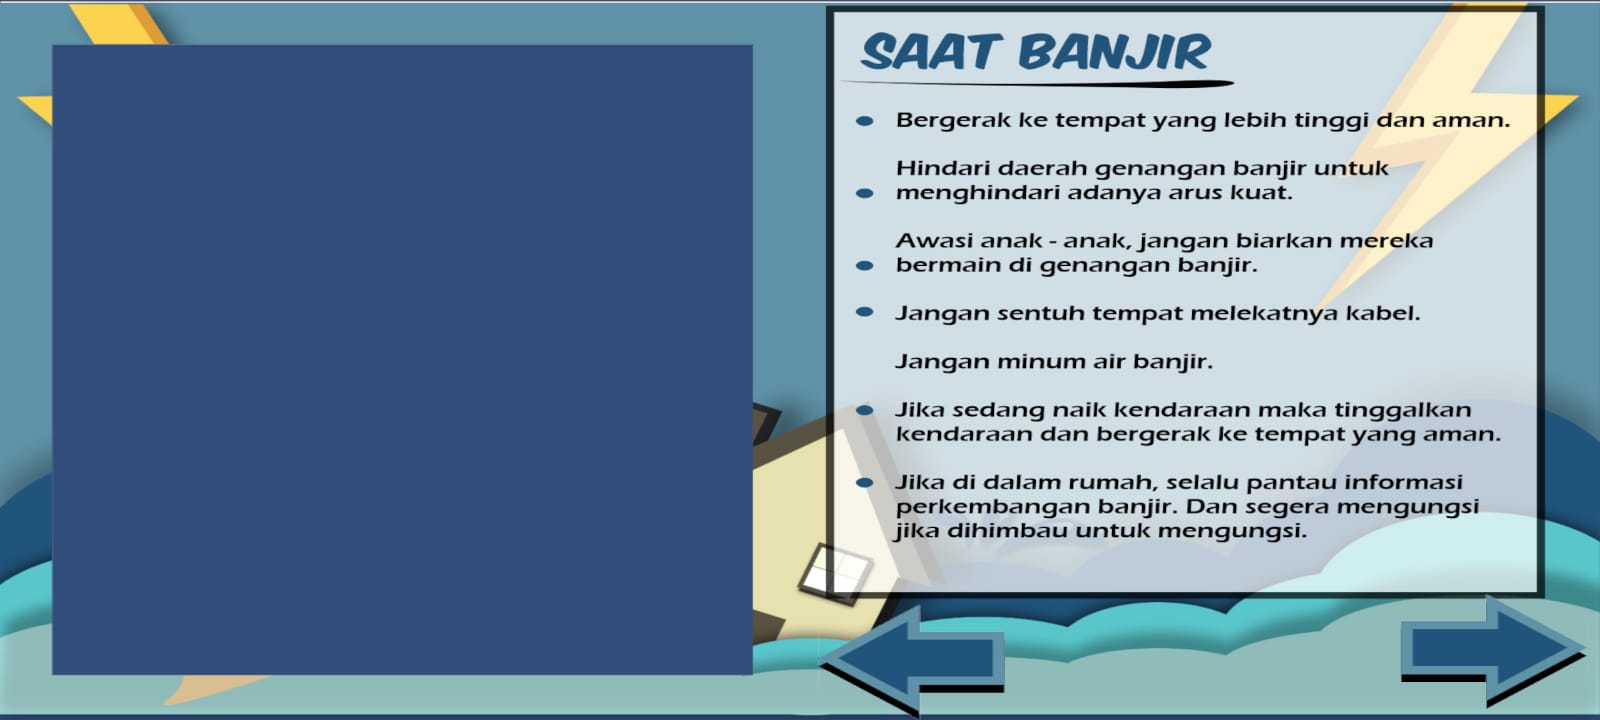 SAAT BANJIR
Bergerak ke tempat yang lebih tinggi dan aman.
Hindari daerah genangan banjir untuk
menghindari adanya arus kuat.
Awasi anak - anak, jangan biarkan mereka
bermain di genangan banjir.
Jangan sentuh tempat melekatnya kabel.
Jangan minum air banjir.
Jika sedang naik kendaraan maka tinggalkan
kendaraan dan bergerak ke tempat yang aman.
Jika di dalam rumah, selalu pantau informasi
perkembangan banjir. Dan segera mengungsi
jika dihimbau untuk mengungsi.